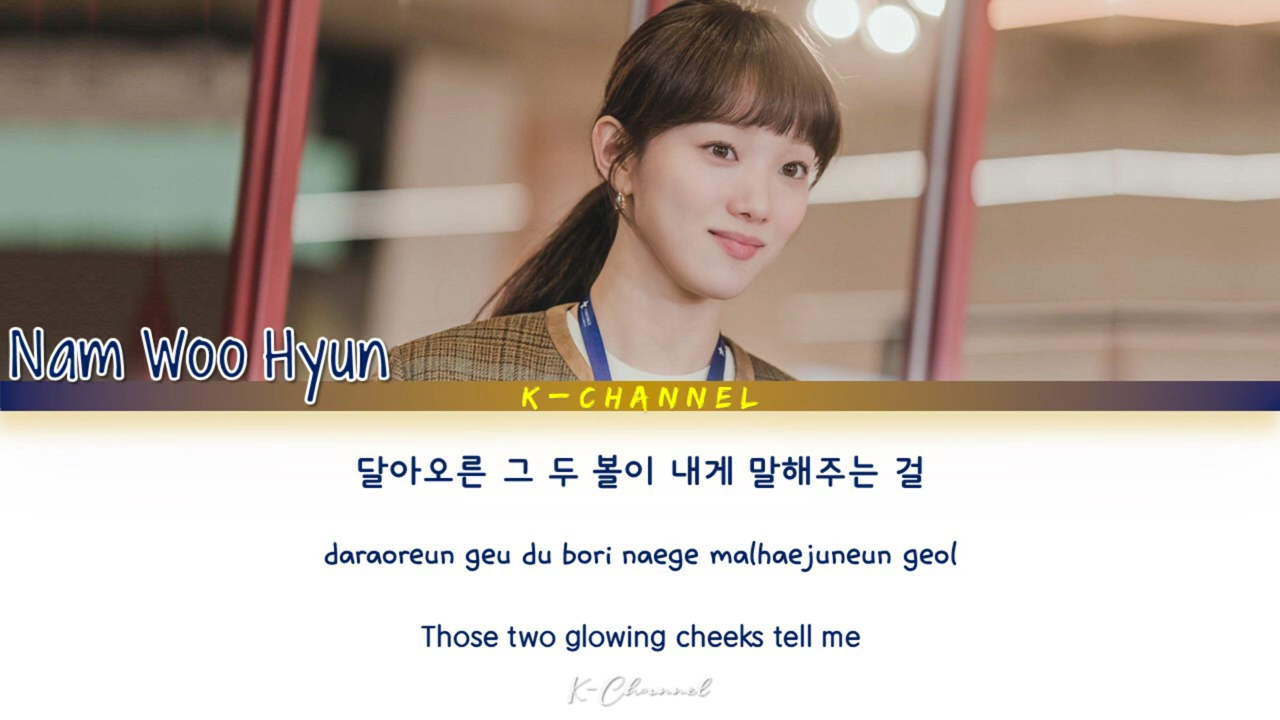 Nam Woo Hyun
K-CHANNEL
달아오른 그 두 볼이 내게 말해주는 걸
daraoreun geu du bori naege malhaejuneun geol
Those two glowing cheeks tell me
K-Channel